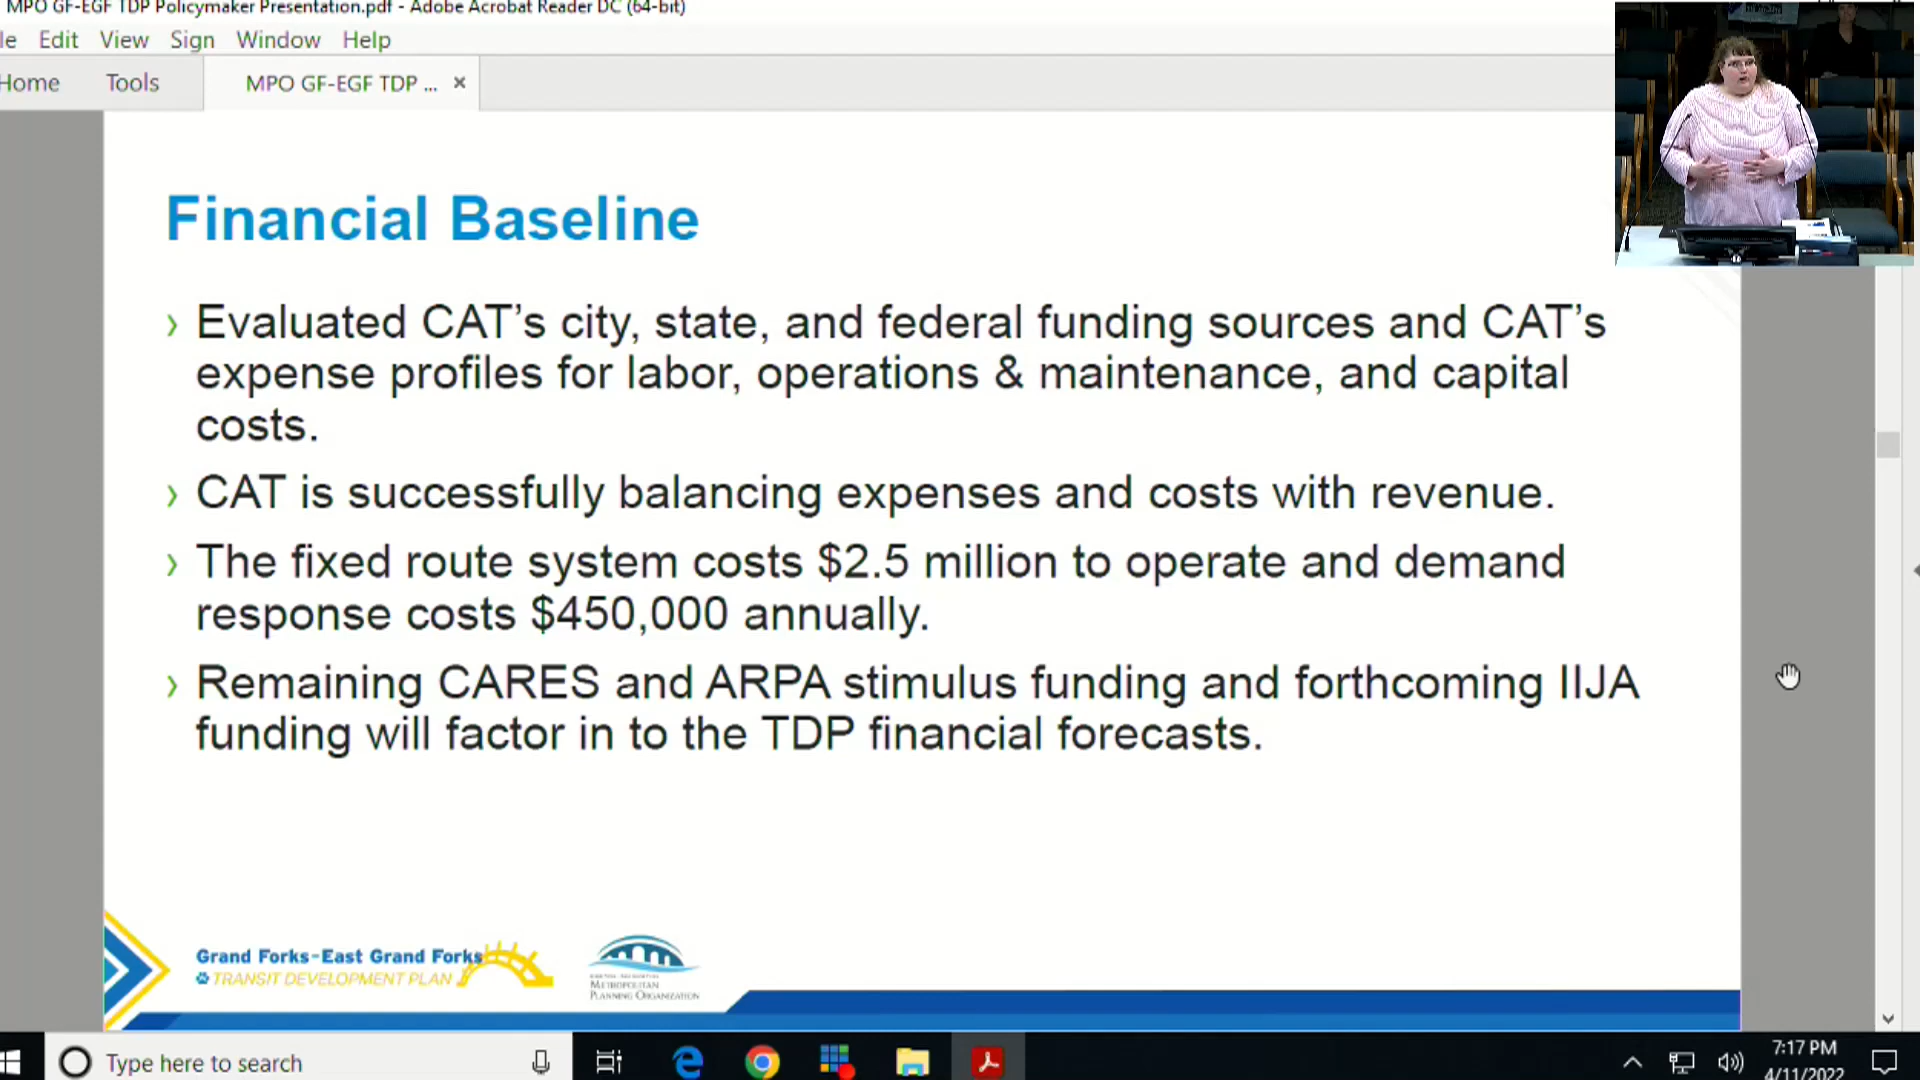 MPO GF-EGF TDP Policymaker Presentation.pdf - Adobe Acrobat Reader DC (64-bit)
le Edit View Sign Window Help
Home Tools MPO GF-EGF TDP ... ×
Financial Baseline
› Evaluated CAT’s city, state, and federal funding sources and CAT’s
expense profiles for labor, operations & maintenance, and capital
costs.
› CAT is successfully balancing expenses and costs with revenue.
› The fixed route system costs $2.5 million to operate and demand
response costs $450,000 annually.
› Remaining CARES and ARPA stimulus funding and forthcoming IIJA
funding will factor in to the TDP financial forecasts.
Grand Forks-East Grand Forks
TRANSIT DEVELOPMENT PLAN
METROPOLITAN
PLANNING ORGANIZATION
Type here to search
7:17 PM
4/11/2022